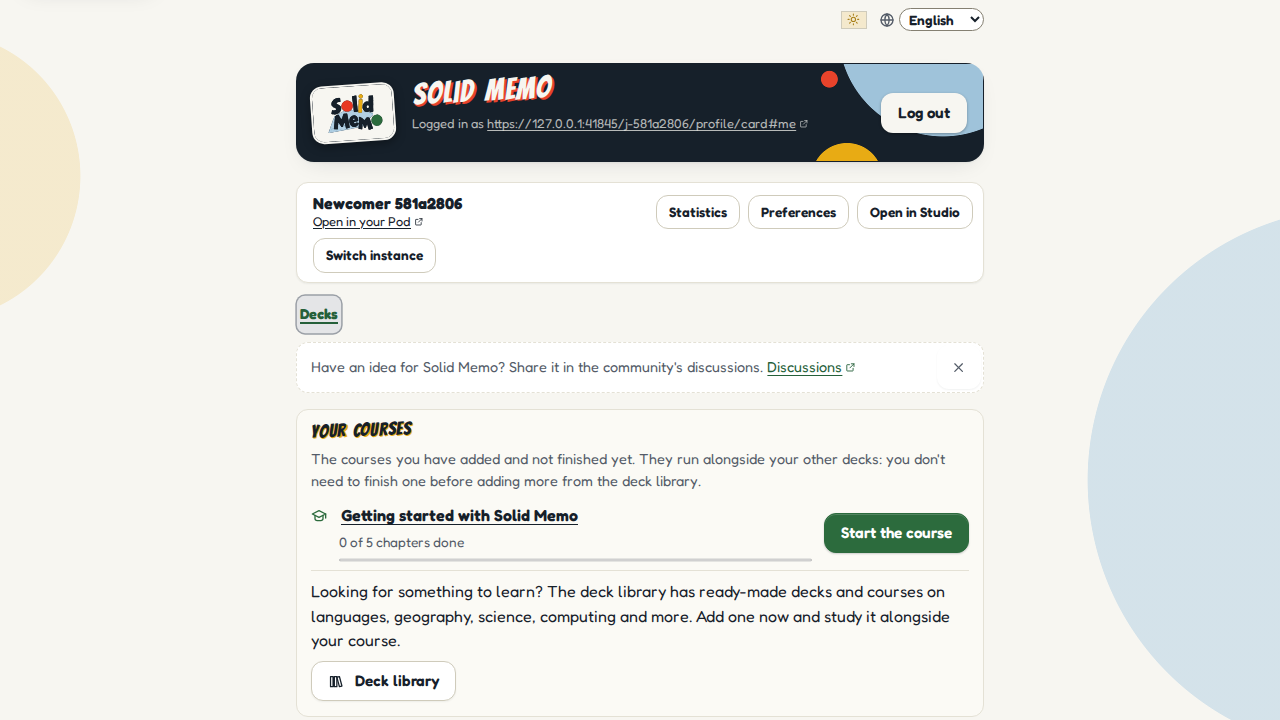 English
Solid Memo
SOLID MEMO
Logged in as https://127.0.0.1:41845/j-581a2806/profile/card#me
Log out
Newcomer 581a2806
Open in your Pod
Statistics
Preferences
Open in Studio
Switch instance
Decks
Have an idea for Solid Memo? Share it in the community's discussions. Discussions
YOUR COURSES
The courses you have added and not finished yet. They run alongside your other decks: you don't
need to finish one before adding more from the deck library.
Getting started with Solid Memo
0 of 5 chapters done
Start the course
Looking for something to learn? The deck library has ready-made decks and courses on
languages, geography, science, computing and more. Add one now and study it alongside
your course.
Deck library